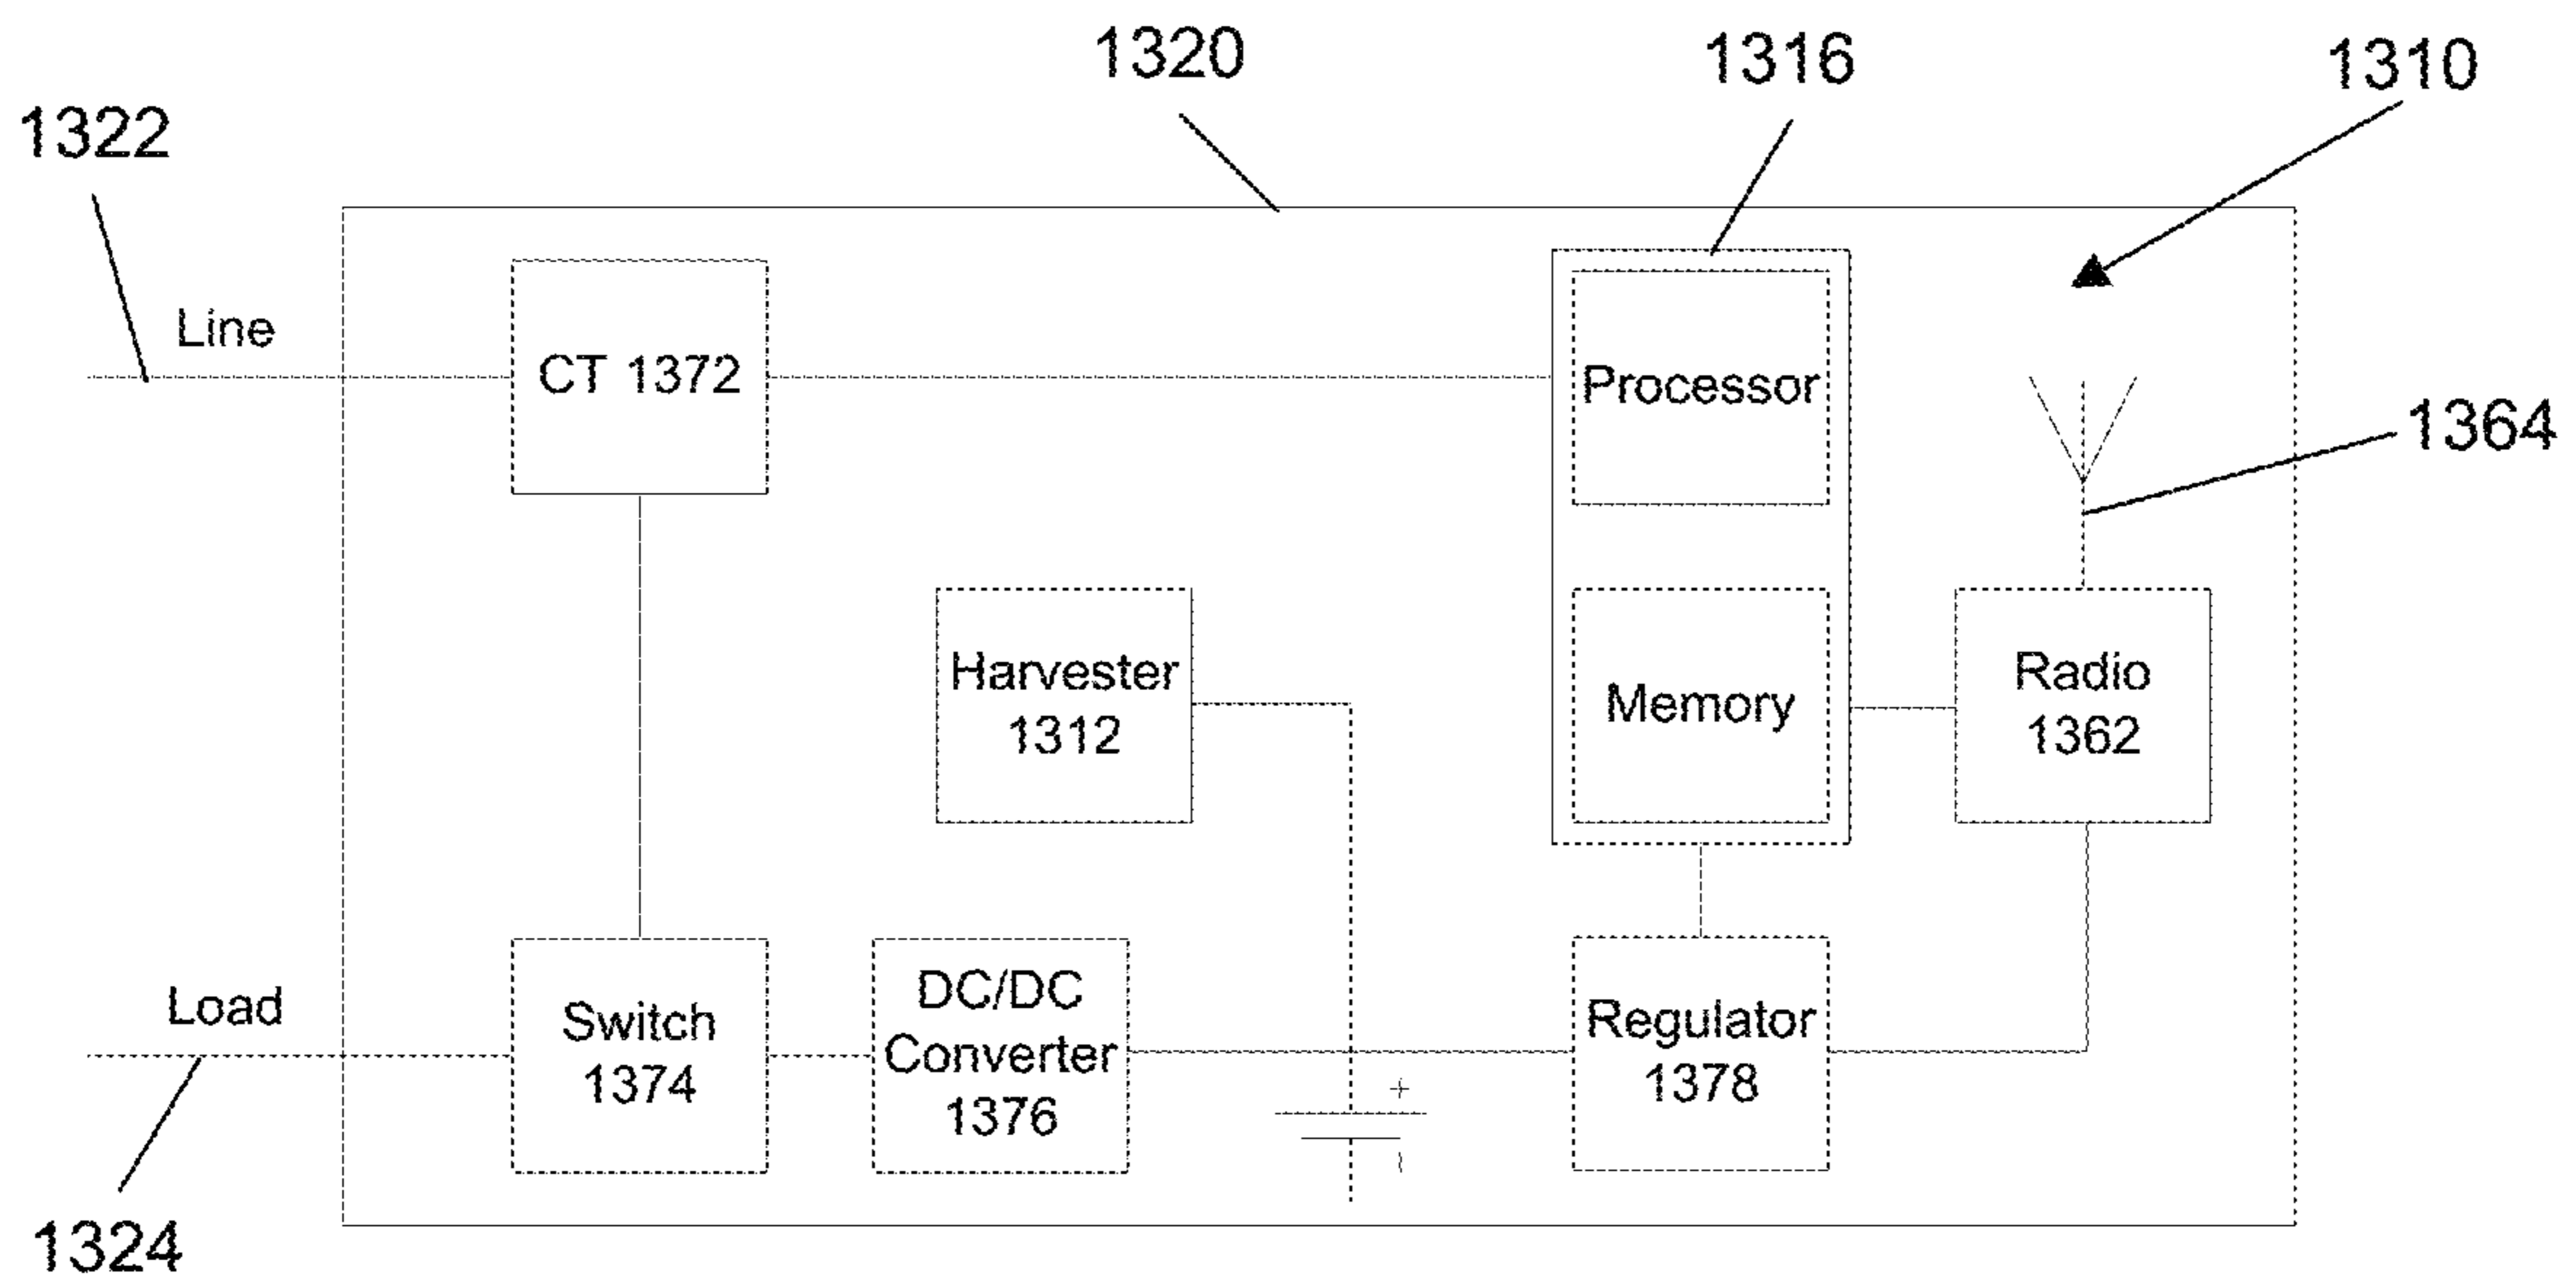 1320
1316
1310
1322
Line
CT 1372
Processor
1364
Harvester
1312
Memory
Radio
1362
Load
Switch
1374
DC/DC
Converter
1376
+
-
Regulator
1378
1324